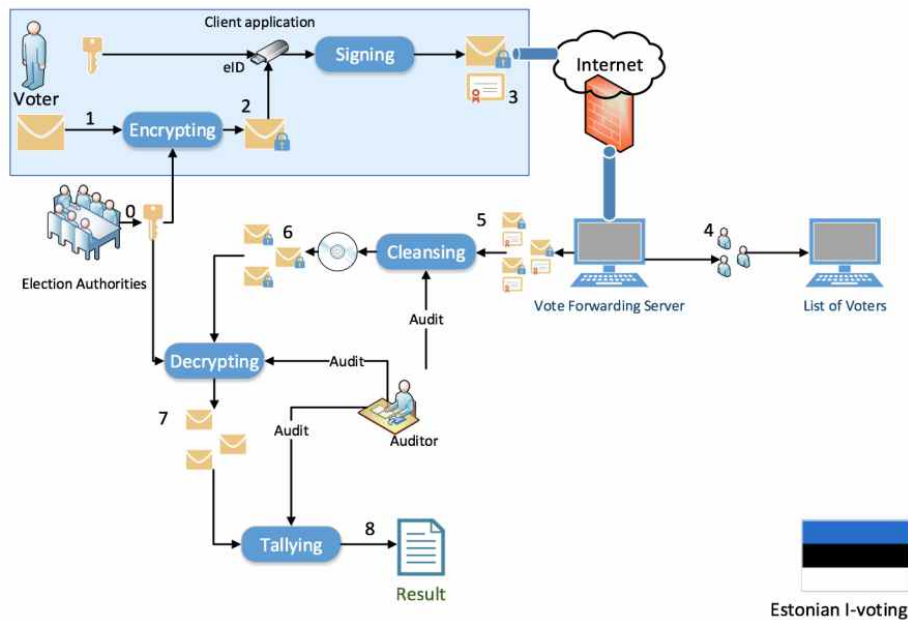 Client application
eID
Signing
Internet
Voter
1
Encrypting
2
3
0
Election Authorities
6
Cleansing
5
4
Vote Forwarding Server
List of Voters
Audit
Decrypting
Audit
7
Audit
Auditor
Tallying
8
Result
Estonian I-voting